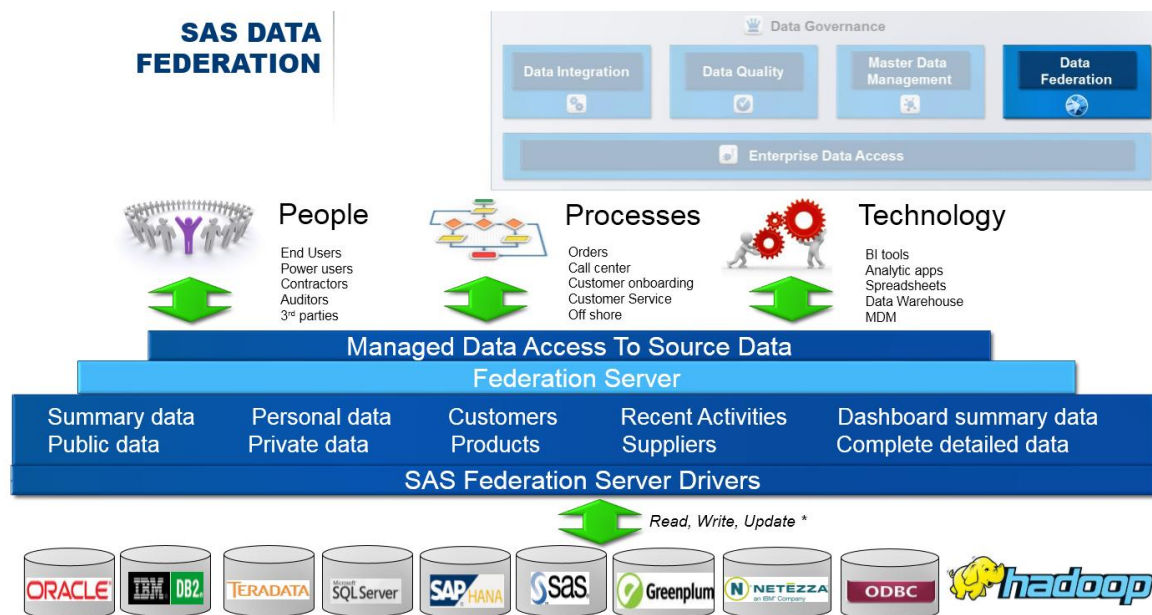 SAS DATA
FEDERATION
Data Governance
Data Integration
Data Quality
Master Data
Management
Data
Federation
Enterprise Data Access
People
End Users
Power users
Contractors
Auditors
3rd parties
Processes
Orders
Call center
Customer onboarding
Customer Service
Off shore
Technology
BI tools
Analytic apps
Spreadsheets
Data Warehouse
MDM
Managed Data Access To Source Data
Federation Server
Summary data
Public data
Personal data
Private data
Customers
Products
Recent Activities
Suppliers
Dashboard summary data
Complete detailed data
SAS Federation Server Drivers
Read, Write, Update *
ORACLE
IBM DB2.
TERADATA
Microsoft
SQL Server
SAP HANA
sas
Greenplum
NETEZZA
an IBM Company
ODBC
hadoop